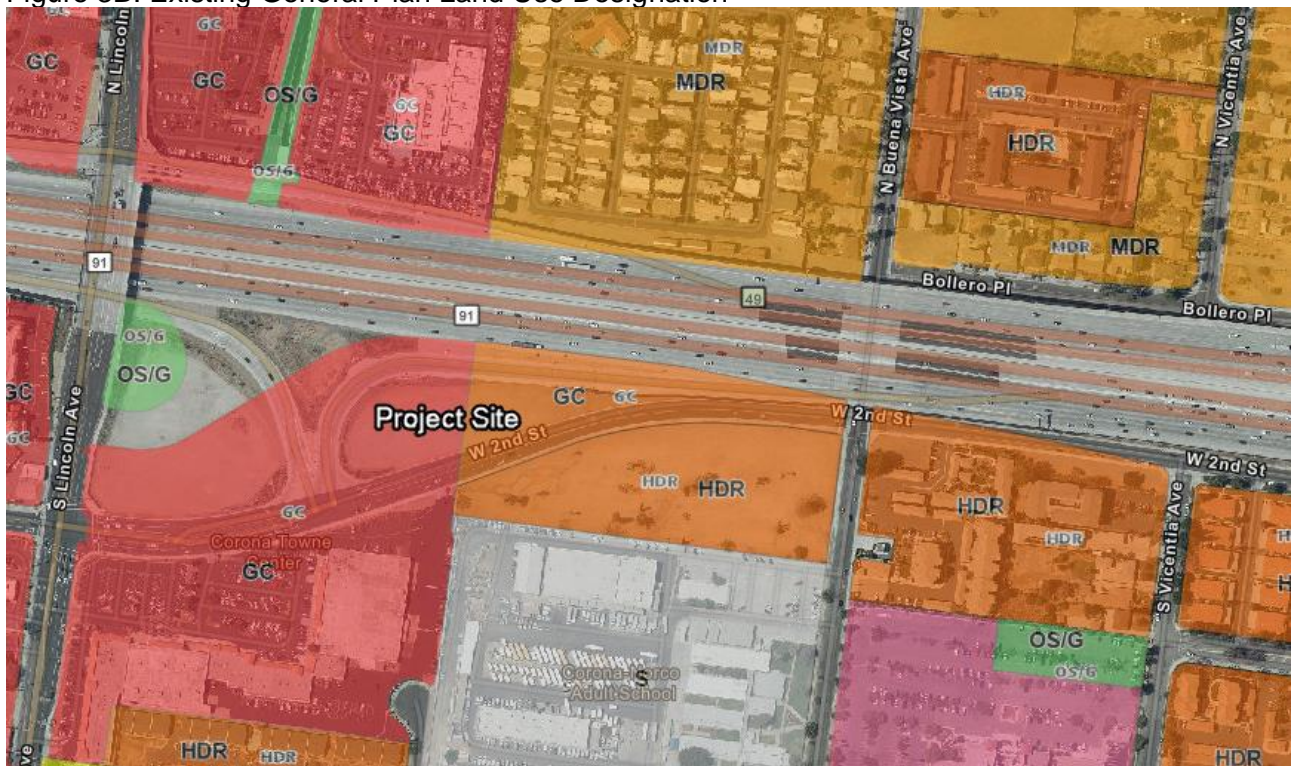 Figure 3B: Existing General Plan Land Use Designation
N Lincoln
GC
GC
GC
OS/G
GC
GC
OS/G
MDR
MDR
HDR
HDR
N Buena Vista Ave
N Vicentia Ave
MDR
MDR
91
49
91
Bollero Pl
Bollero Pl
OS/G
OS/G
GC
GC
S Lincoln Ave
Project Site
GC
GC
W 2nd St
W 2nd St
W 2nd St
HDR
HDR
HDR
HDR
GC
Corona Towne
Center
GC
S Vicentia Ave
OS/G
OS/G
Corona-Norco
Adult School
S
HDR
HDR
HDR
ve